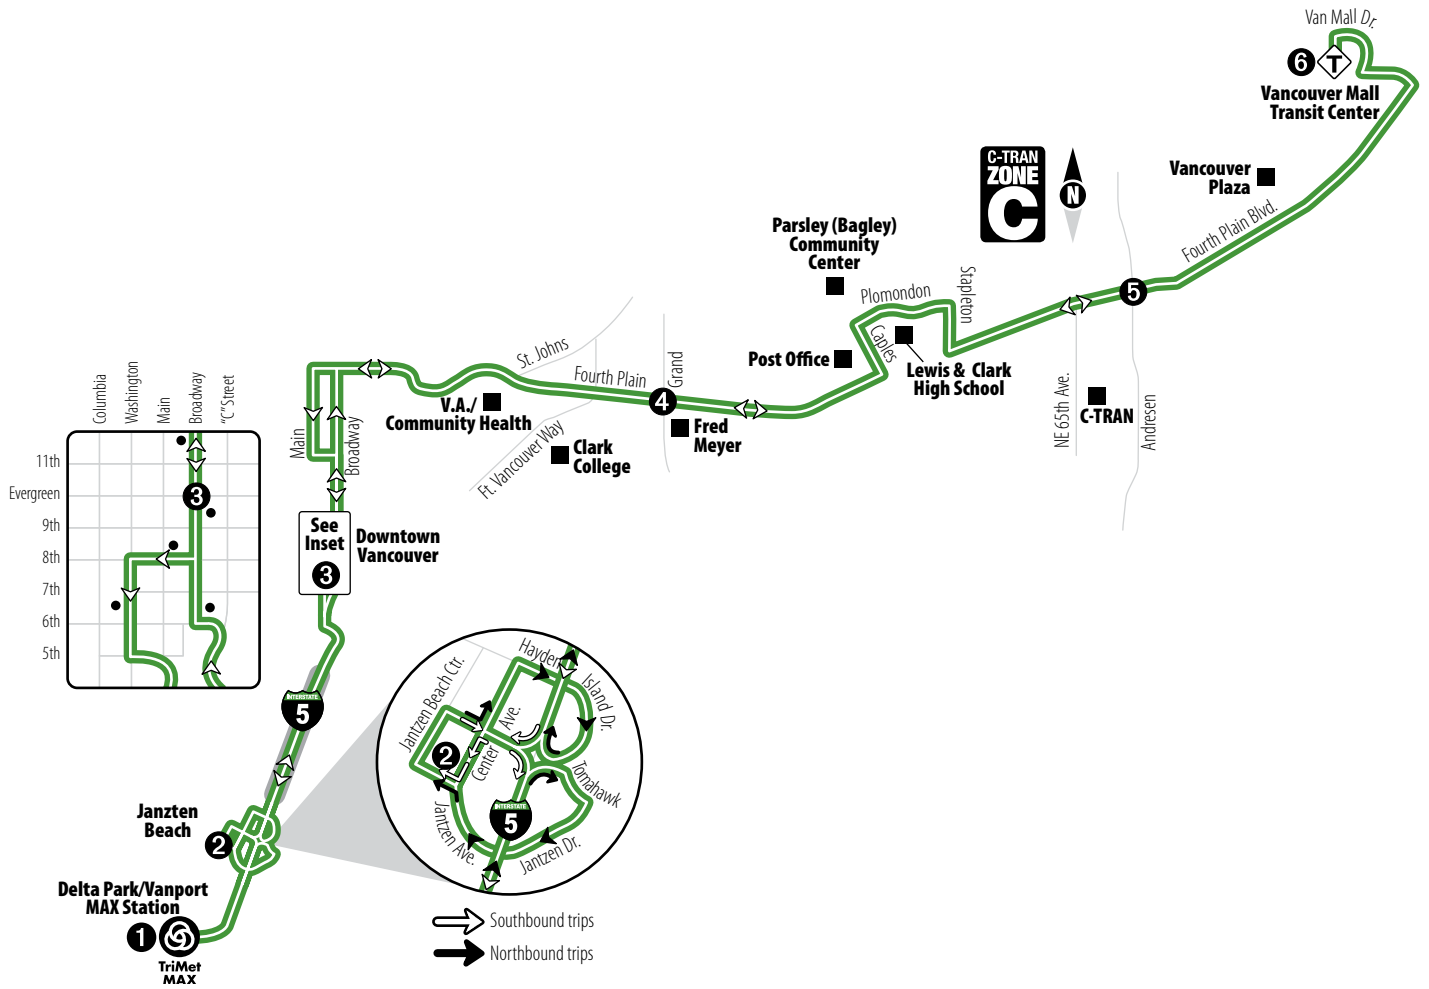 Van Mall Dr.
6
T
Vancouver Mall
Transit Center
C-TRAN
ZONE
C
N
Vancouver
Plaza
Fourth Plain Blvd.
Parsley (Bagley)
Community
Center
Plomondon
Stapleton
5
Caples
Post Office
Lewis & Clark
High School
St. Johns
Fourth Plain
Grand
4
V.A./
Community Health
Fred
Meyer
Clark
College
Ft. Vancouver Way
NE 65th Ave.
C-TRAN
Andresen
Main
Broadway
Columbia
Washington
Main
Broadway
"C" Street
11th
Evergreen
9th
8th
7th
6th
5th
3
See
Inset
3
Downtown
Vancouver
INTERSTATE
5
Janzten
Beach
2
Delta Park/Vanport
MAX Station
1
TriMet
MAX
Hayden
Island Dr.
Jantzen Beach Ctr.
Ave.
Center
2
Tomahawk
INTERSTATE
5
Jantzen Ave.
Jantzen Dr.
Southbound trips
Northbound trips